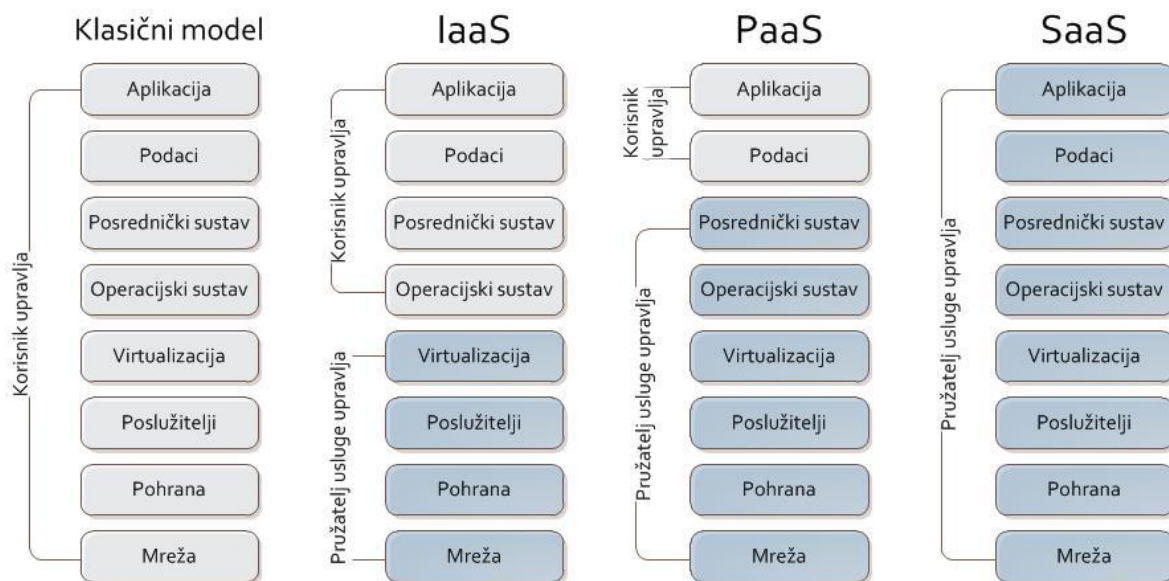 Klasični model
Korisnik upravlja
Aplikacija
Podaci
Posrednički sustav
Operacijski sustav
Virtualizacija
Poslužitelji
Pohrana
Mreža
IaaS
Korisnik upravlja
Aplikacija
Podaci
Posrednički sustav
Operacijski sustav
Pružatelj usluge upravlja
Virtualizacija
Poslužitelji
Pohrana
Mreža
PaaS
Korisnik
upravlja
Aplikacija
Podaci
Pružatelj usluge upravlja
Posrednički sustav
Operacijski sustav
Virtualizacija
Poslužitelji
Pohrana
Mreža
SaaS
Pružatelj usluge upravlja
Aplikacija
Podaci
Posrednički sustav
Operacijski sustav
Virtualizacija
Poslužitelji
Pohrana
Mreža